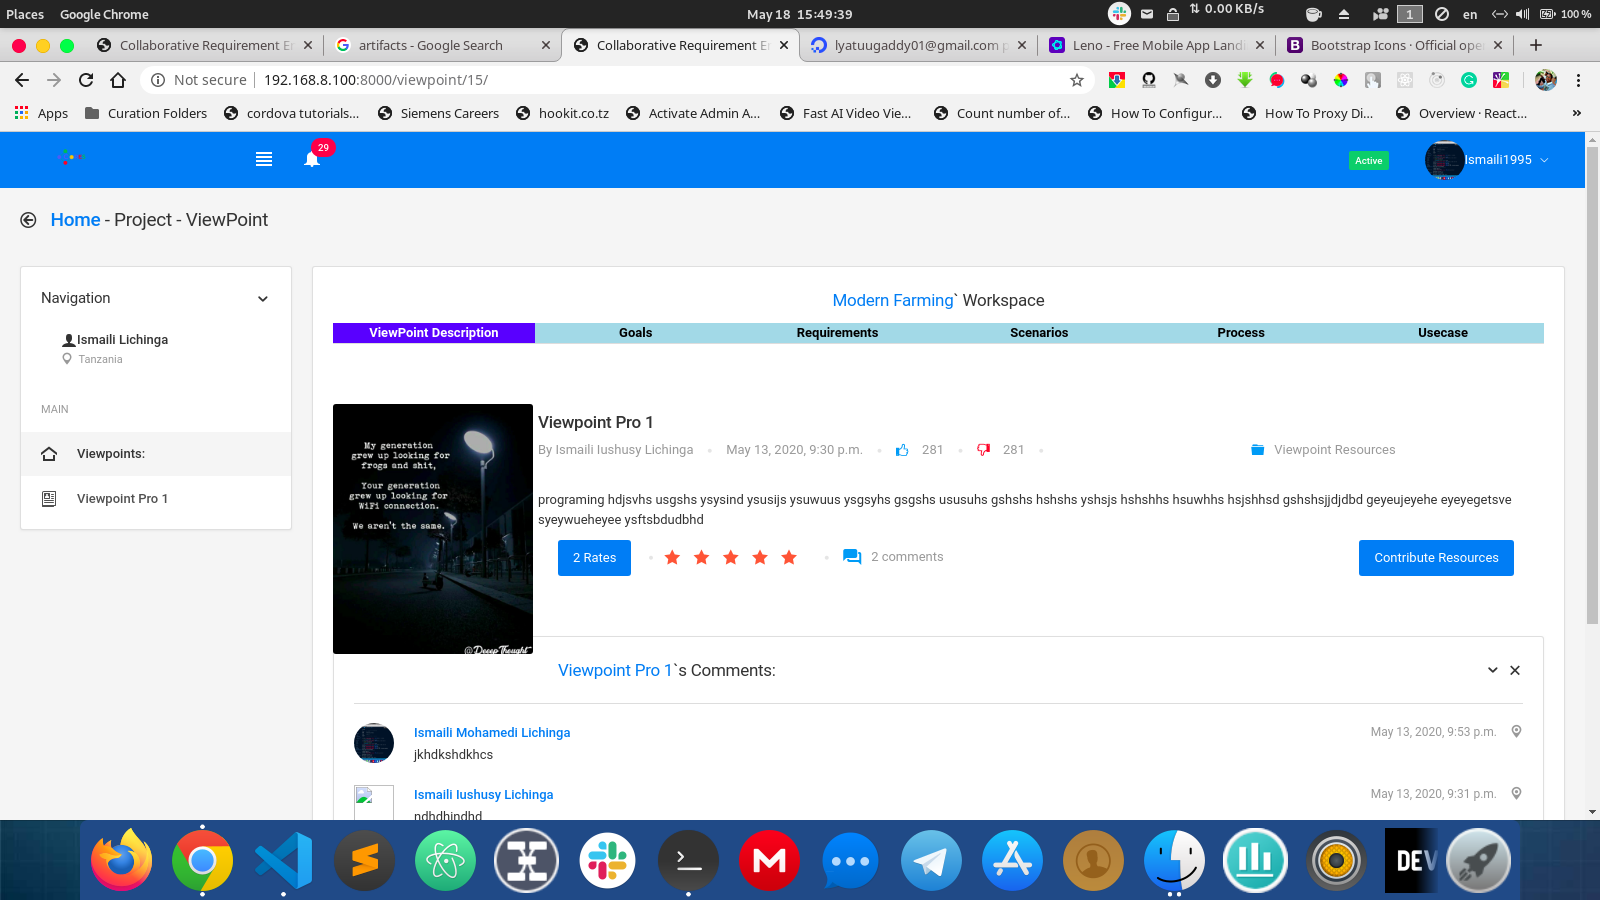 Places Google Chrome May 18 15:49:39 0.00 KB/s 1 en 100 %
Collaborative Requirement E
artifacts - Google Search
Collaborative Requirement E
lyatuugaddy01@gmail.com p
Leno - Free Mobile App Landi
Bootstrap Icons · Official ope
Not secure 192.168.8.100:8000/viewpoint/15/
Apps Curation Folders cordova tutorials... Siemens Careers hookit.co.tz Activate Admin A... Fast AI Video Vie... Count number of... How To Configur... How To Proxy Di... Overview · React... »
29
Active
Ismaili1995
Home - Project - ViewPoint
Navigation
Ismaili Lichinga
Tanzania
MAIN
Viewpoints:
Viewpoint Pro 1
Modern Farming` Workspace
ViewPoint Description Goals Requirements Scenarios Process Usecase
My generation
grew up looking for
frogs and shit,
Your generation
grew up looking for
WiFi connection.
We aren't the same.
@DeeepThought
Viewpoint Pro 1
By Ismaili Iushusy Lichinga May 13, 2020, 9:30 p.m. 281 281 Viewpoint Resources
programing hdjsvhs usgshs ysysind ysusijs ysuwuus ysgsyhs gsgshs ususuhs gshshs hshshs yshsjs hshshhs hsuwhhs hsjshhsd gshshsjjdjdbd geyeujeyehe eyeyegetsve
syeywueheyee ysftsbdudbhd
2 Rates 2 comments Contribute Resources
Viewpoint Pro 1`s Comments:
Ismaili Mohamedi Lichinga May 13, 2020, 9:53 p.m.
jkhdkshdkhcs
Ismaili Iushusy Lichinga May 13, 2020, 9:31 p.m.
ndhdhindhd
DEV